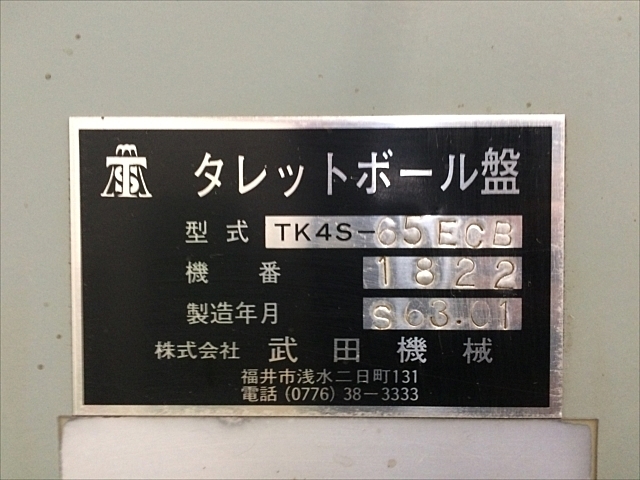 タレットボール盤
型式 TK4S-65ECB
機番 1822
製造年月 S63.01
株式会社 武田機械
福井市浅水二日町131
電話 (0776) 38-3333